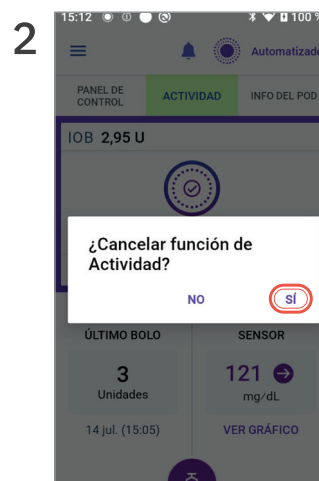 2
15:12 100 %
Automatizado
PANEL DE
CONTROL
ACTIVIDAD
INFO DEL POD
IOB 2,95 U
¿Cancelar función de
Actividad?
NO SÍ
ÚLTIMO BOLO
SENSOR
3
Unidades
121
mg/dL
14 jul. (15:05)
VER GRÁFICO